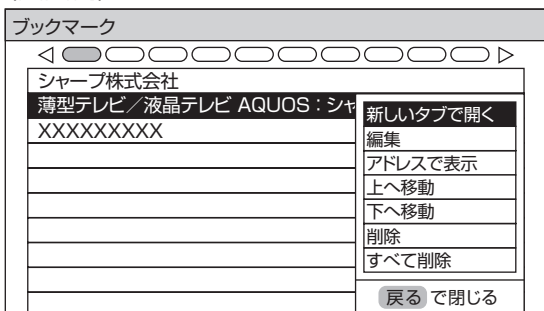 ブックマーク
シャープ株式会社
薄型テレビ／液晶テレビ AQUOS：シャ
XXXXXXXXX
新しいタブで開く
編集
アドレスで表示
上へ移動
下へ移動
削除
すべて削除
戻る で閉じる